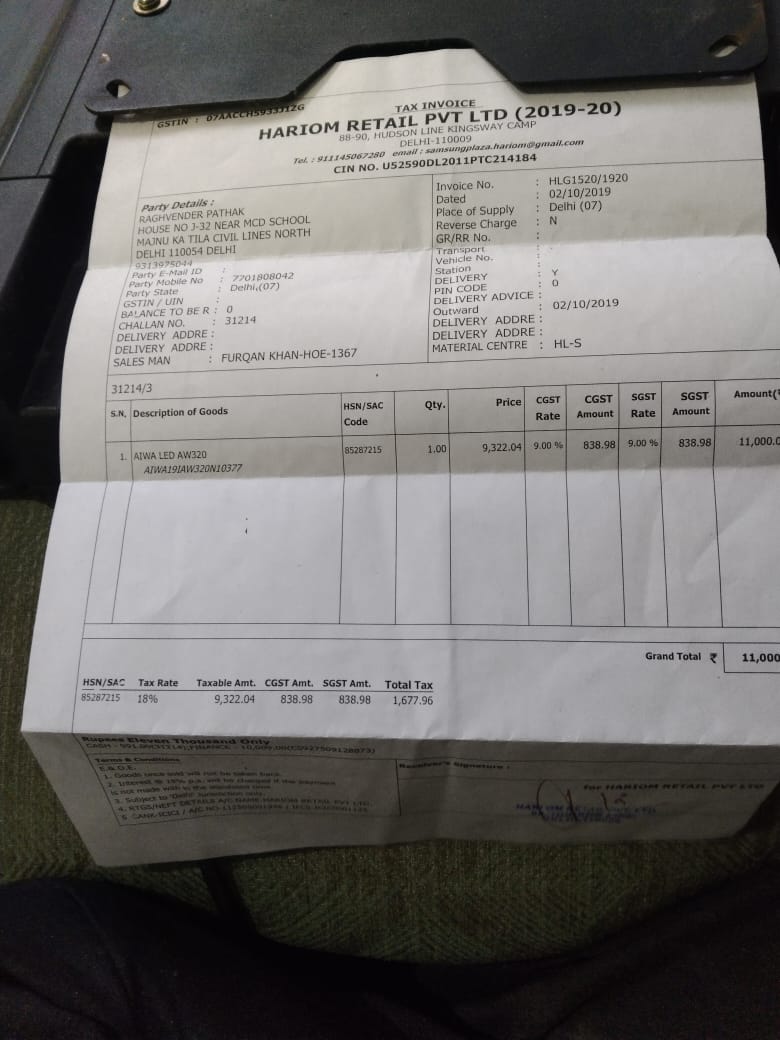 TAX INVOICE
GSTIN :
HARIOM RETAIL PVT LTD (2019-20)
88-90, HUDSON LINE KINGSWAY CAMP
DELHI-110009
Tel. : 911145067280 email : samsungplaza.hariom@gmail.com
CIN NO. U52590DL2011PTC214184
Party Details :
RAGHVENDER PATHAK
HOUSE NO J-32 NEAR MCD SCHOOL
MAJNU KA TILA CIVIL LINES NORTH
DELHI 110054 DELHI
9313975044
Party E-Mail ID :
Party Mobile No : 7701808042
Party State : Delhi,(07)
GSTIN / UIN :
BALANCE TO BE R : 0
CHALLAN NO. : 31214
DELIVERY ADDRE :
DELIVERY ADDRE :
SALES MAN : FURQAN KHAN-HOE-1367
Invoice No. : HLG1520/1920
Dated : 02/10/2019
Place of Supply : Delhi (07)
Reverse Charge : N
GR/RR No. :
Transport :
Vehicle No. :
Station :
DELIVERY : Y
PIN CODE : 0
DELIVERY ADVICE :
Outward : 02/10/2019
DELIVERY ADDRE :
DELIVERY ADDRE :
MATERIAL CENTRE : HL-S
31214/3
S.N. Description of Goods HSN/SAC Code Qty. Price CGST Rate CGST Amount SGST Rate SGST Amount Amount(₹
1. AIWA LED AW320 85287215 1.00 9,322.04 9.00 % 838.98 9.00 % 838.98 11,000.0
AIWA19IAW320N10377
Grand Total ₹ 11,000
HSN/SAC Tax Rate Taxable Amt. CGST Amt. SGST Amt. Total Tax
85287215 18% 9,322.04 838.98 838.98 1,677.96
Rupees Eleven Thousand Only
CASH - 991.00(31214),FINANCE - 10,009.00
Terms & Conditions
E.& O.E.
1. Goods once sold will not be taken back.
2. Interest @ 18% p.a. will be charged if the payment
is not made with in the stipulated time.
3. Subject to 'Delhi' Jurisdiction only.
4. RTGS/NEFT DETAILS A/C NAME-HARIOM RETAIL PVT LTD.
5. BANK-ICICI / A/C NO
Receiver's Signature :
for HARIOM RETAIL PVT LTD